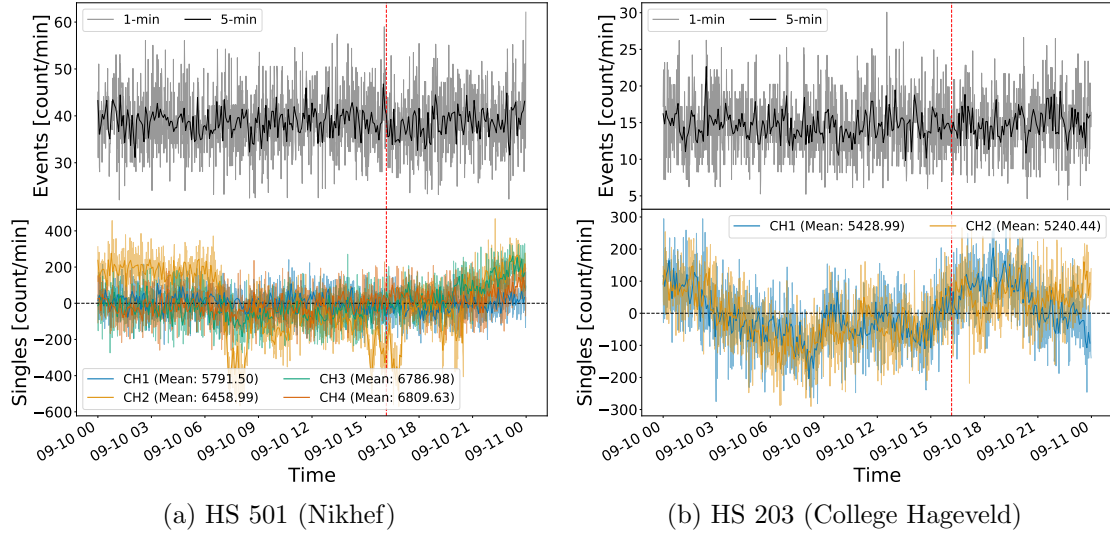 1-min 5-min
Events [count/min]
60
50
40
30
Singles [count/min]
400
200
0
−200
−400
−600
CH1 (Mean: 5791.50) CH3 (Mean: 6786.98)
CH2 (Mean: 6458.99) CH4 (Mean: 6809.63)
09-10 00 09-10 03 09-10 06 09-10 09 09-10 12 09-10 15 09-10 18 09-10 21 09-11 00
Time
(a) HS 501 (Nikhef)
1-min 5-min
Events [count/min]
30
25
20
15
10
5
Singles [count/min]
CH1 (Mean: 5428.99) CH2 (Mean: 5240.44)
300
200
100
0
−100
−200
−300
09-10 00 09-10 03 09-10 06 09-10 09 09-10 12 09-10 15 09-10 18 09-10 21 09-11 00
Time
(b) HS 203 (College Hageveld)